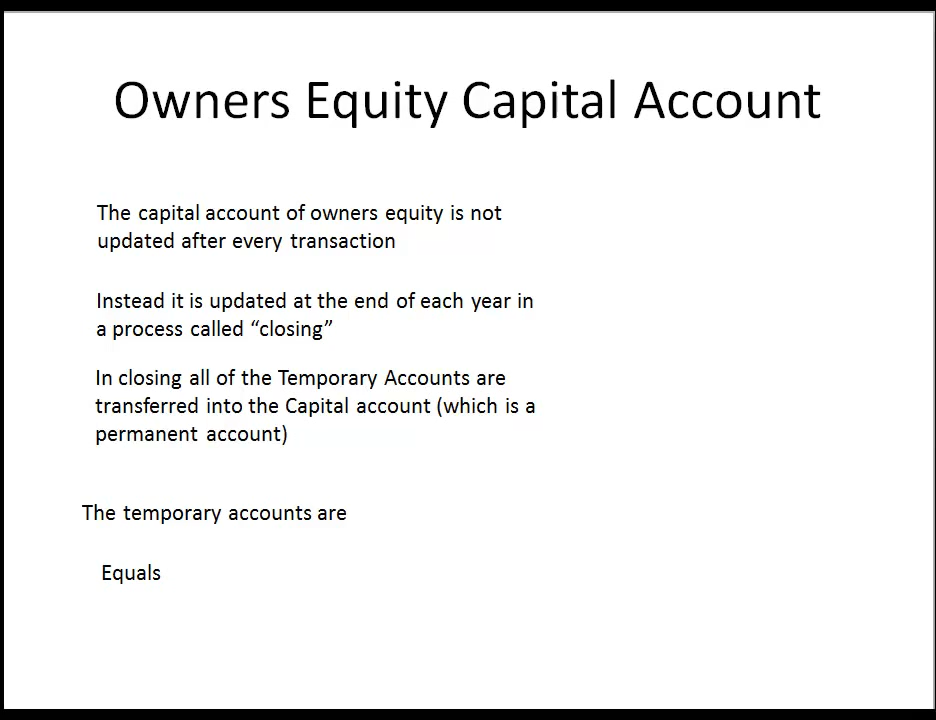 Owners Equity Capital Account
The capital account of owners equity is not
updated after every transaction
Instead it is updated at the end of each year in
a process called “closing”
In closing all of the Temporary Accounts are
transferred into the Capital account (which is a
permanent account)
The temporary accounts are
Equals